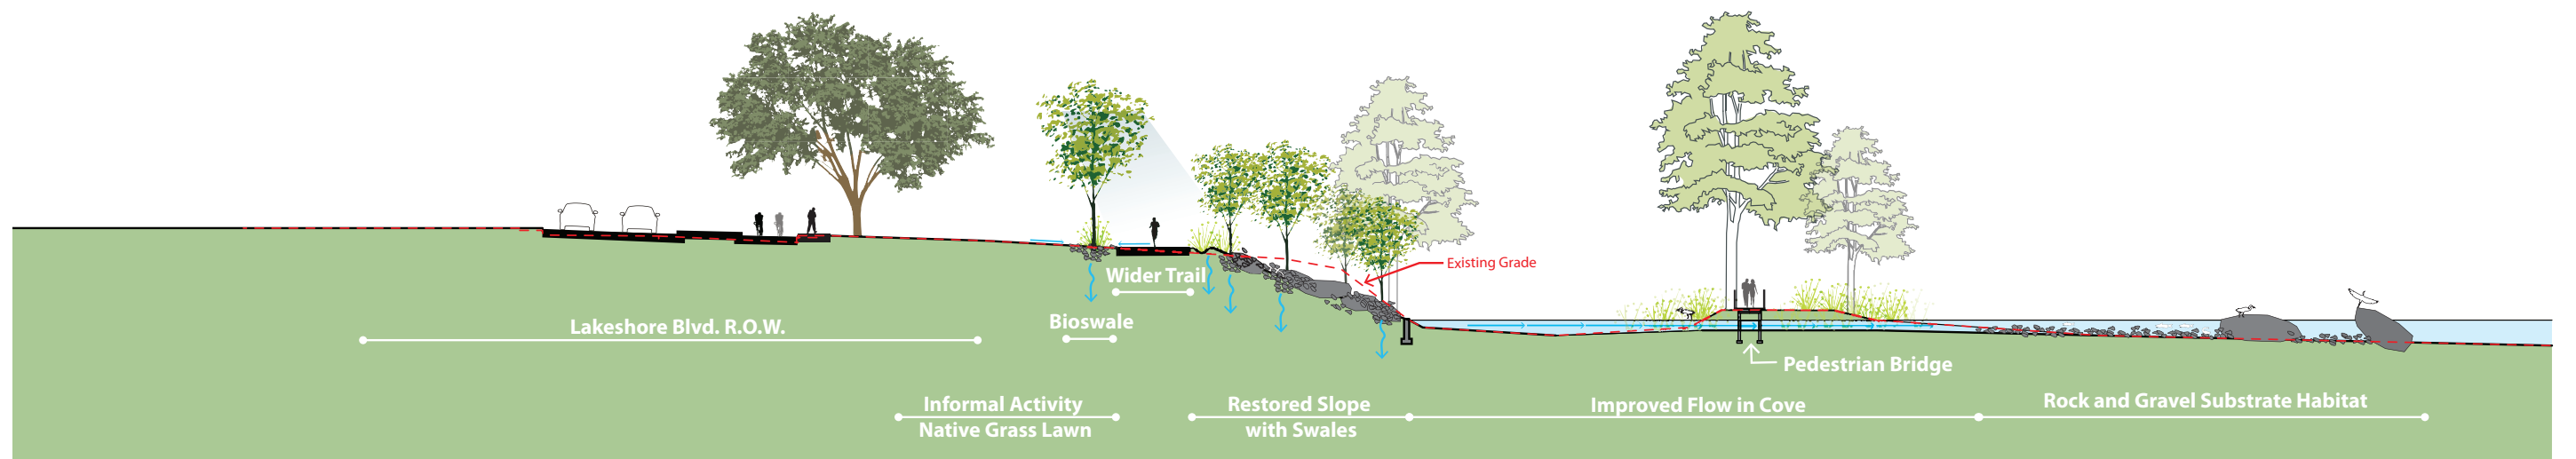 Existing Grade
Wider Trail
Bioswale
Lakeshore Blvd. R.O.W.
Pedestrian Bridge
Informal Activity
Native Grass Lawn
Restored Slope
with Swales
Improved Flow in Cove
Rock and Gravel Substrate Habitat